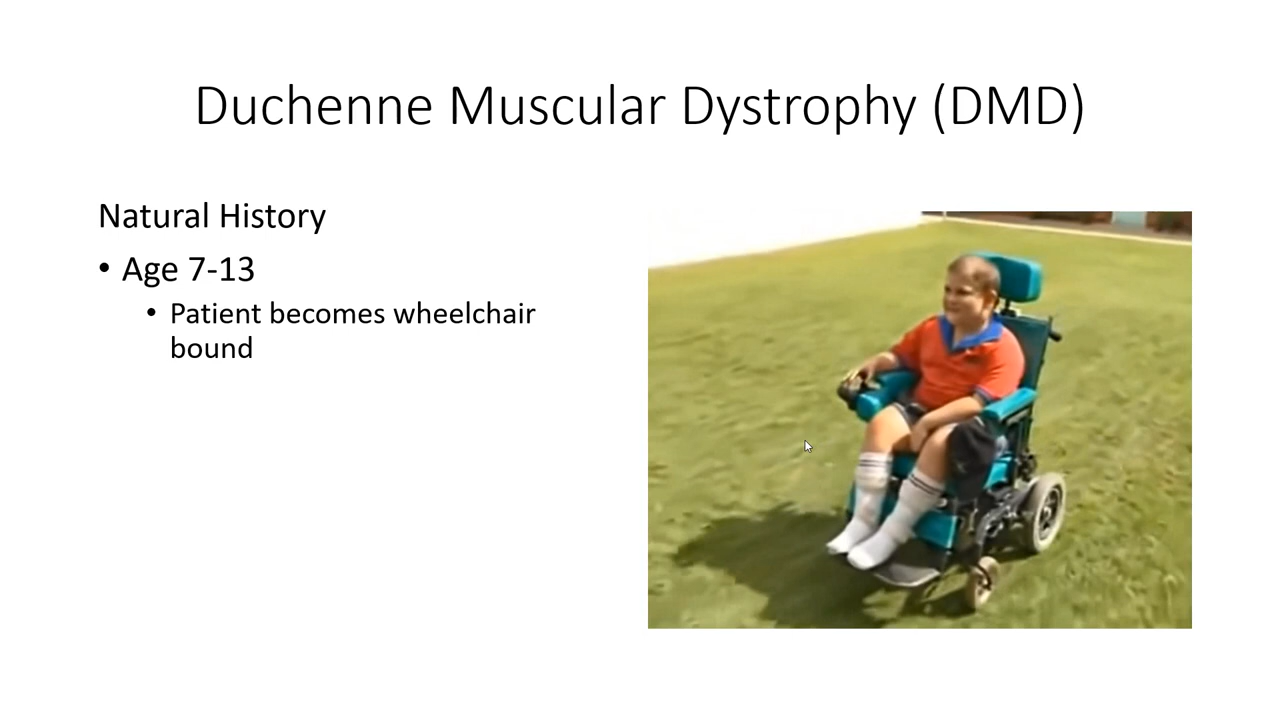 Duchenne Muscular Dystrophy (DMD)
Natural History
• Age 7-13
• Patient becomes wheelchair
bound